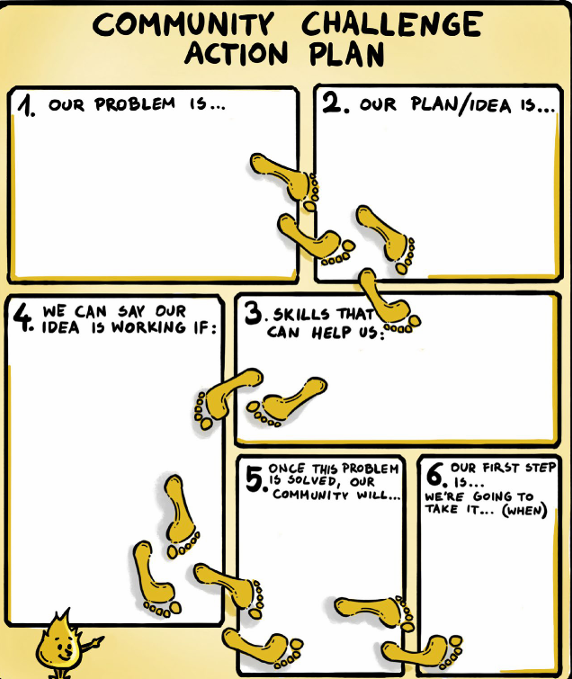 COMMUNITY CHALLENGE
ACTION PLAN
1. OUR PROBLEM IS...
2. OUR PLAN/IDEA IS...
3. SKILLS THAT
CAN HELP US:
4. WE CAN SAY OUR
IDEA IS WORKING IF:
5. ONCE THIS PROBLEM
IS SOLVED, OUR
COMMUNITY WILL...
6. OUR FIRST STEP
IS...
WE'RE GOING TO
TAKE IT... (WHEN)